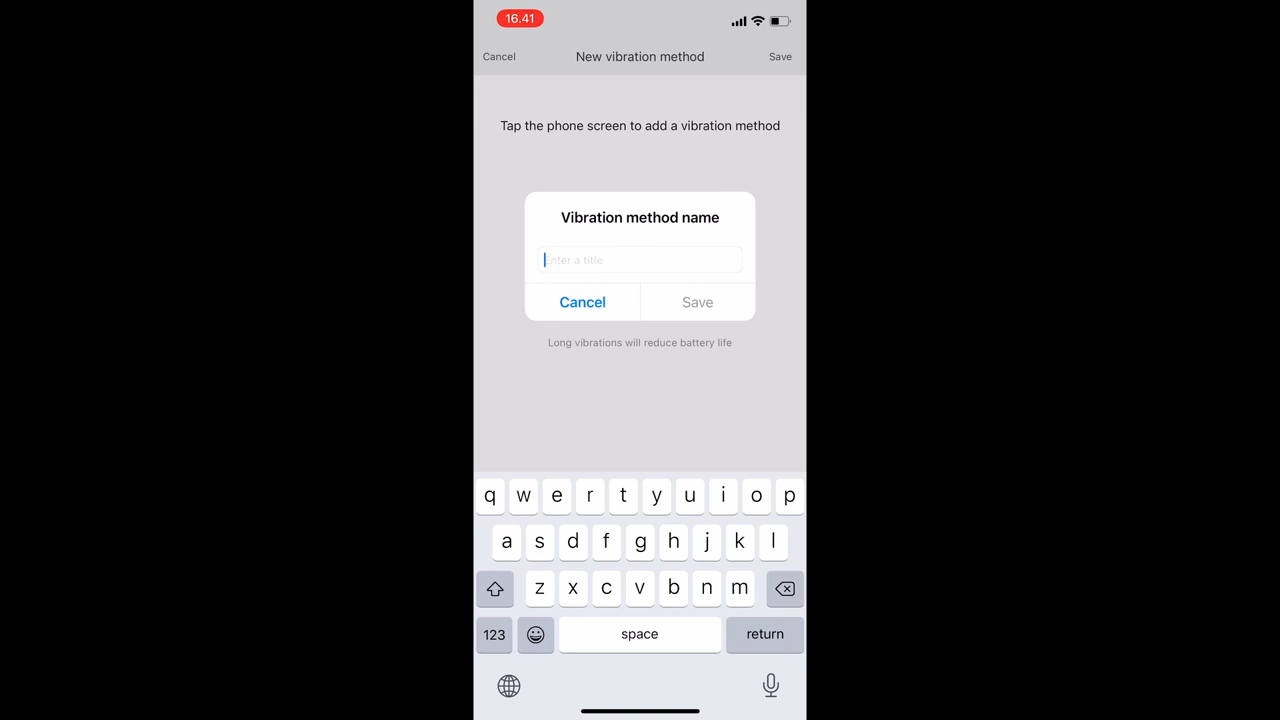 16.41
Cancel New vibration method Save
Tap the phone screen to add a vibration method
Vibration method name
Enter a title
Cancel Save
Long vibrations will reduce battery life
q w e r t y u i o p
a s d f g h j k l
z x c v b n m
123 space return